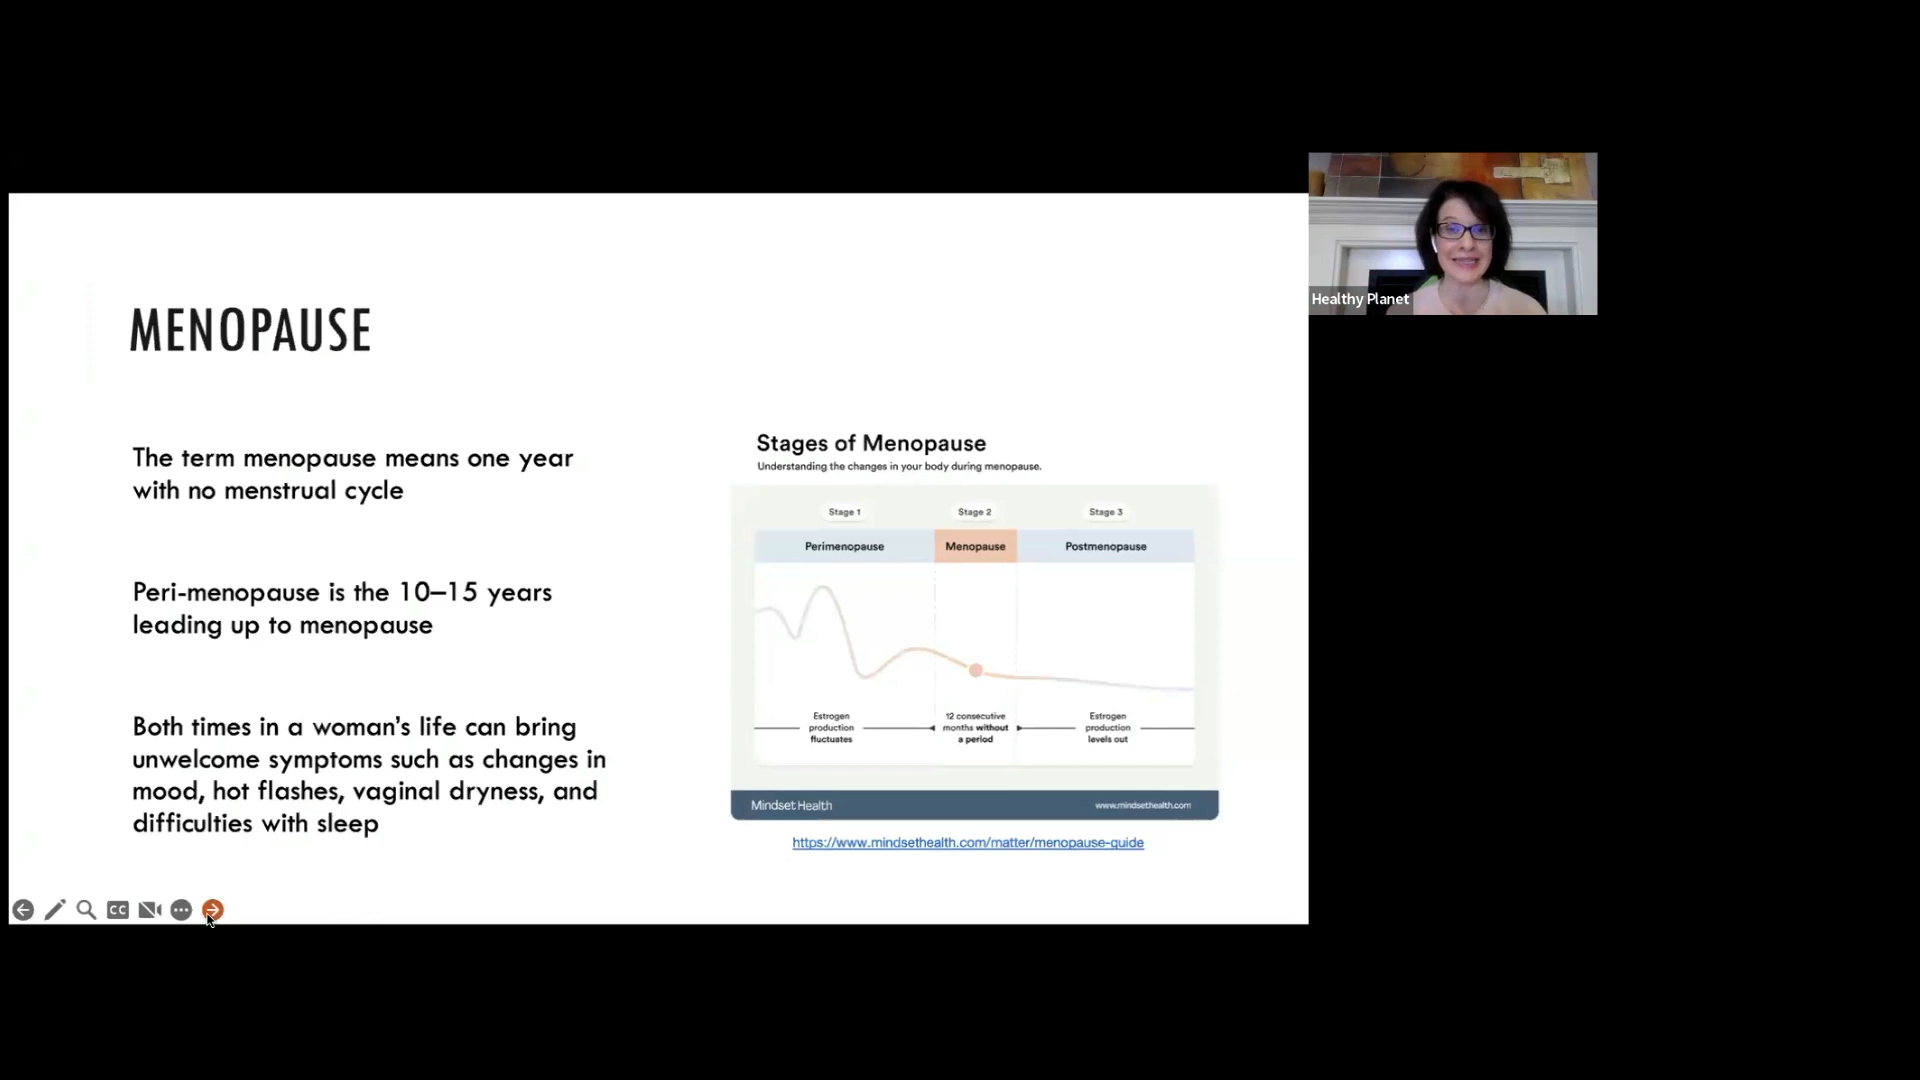 MENOPAUSE
The term menopause means one year
with no menstrual cycle
Peri-menopause is the 10–15 years
leading up to menopause
Both times in a woman's life can bring
unwelcome symptoms such as changes in
mood, hot flashes, vaginal dryness, and
difficulties with sleep
Stages of Menopause
Understanding the changes in your body during menopause.
Stage 1
Stage 2
Stage 3
Perimenopause
Menopause
Postmenopause
Estrogen
production
fluctuates
12 consecutive
months without
a period
Estrogen
production
levels out
Mindset Health
www.mindsethealth.com
https://www.mindsethealth.com/matter/menopause-guide
CC
Healthy Planet